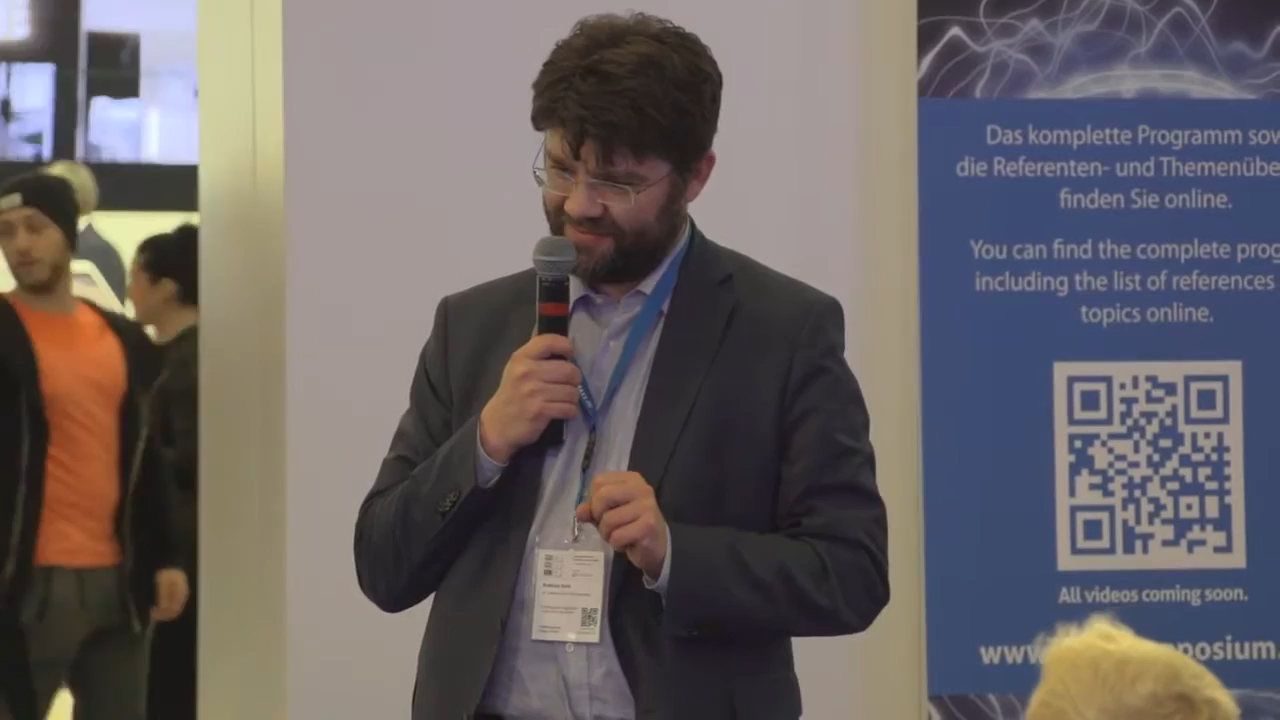 Das komplette Programm sow
die Referenten- und Themenübe
finden Sie online.
You can find the complete prog
including the list of references
topics online.
All videos coming soon.
www
posium.